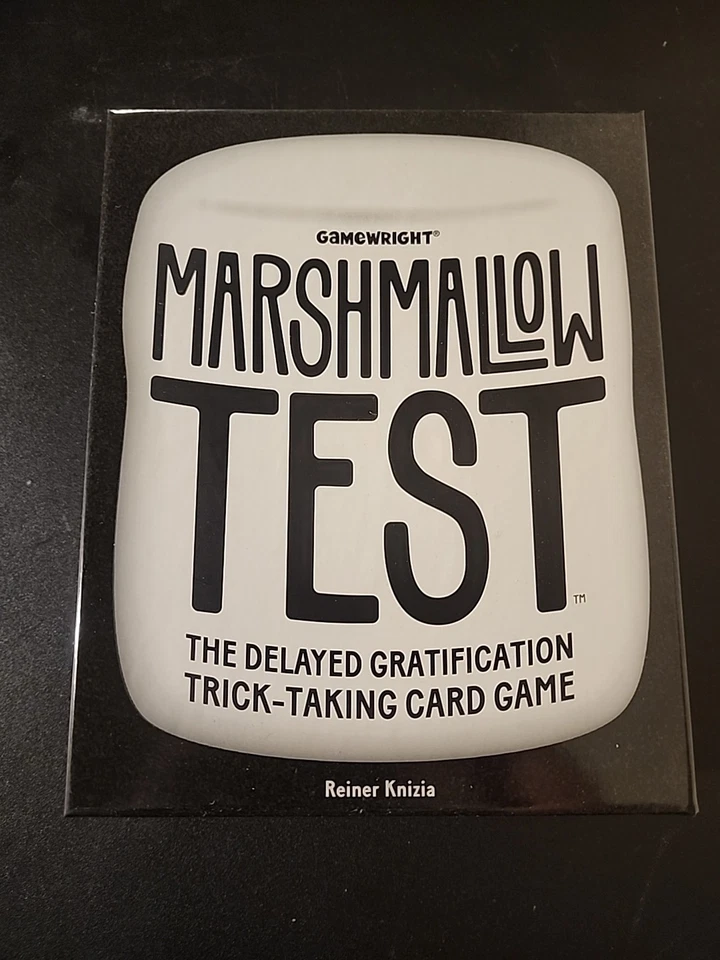 GAMEWRIGHT®
MARSHMALLOW
TEST™
THE DELAYED GRATIFICATION
TRICK-TAKING CARD GAME
Reiner Knizia